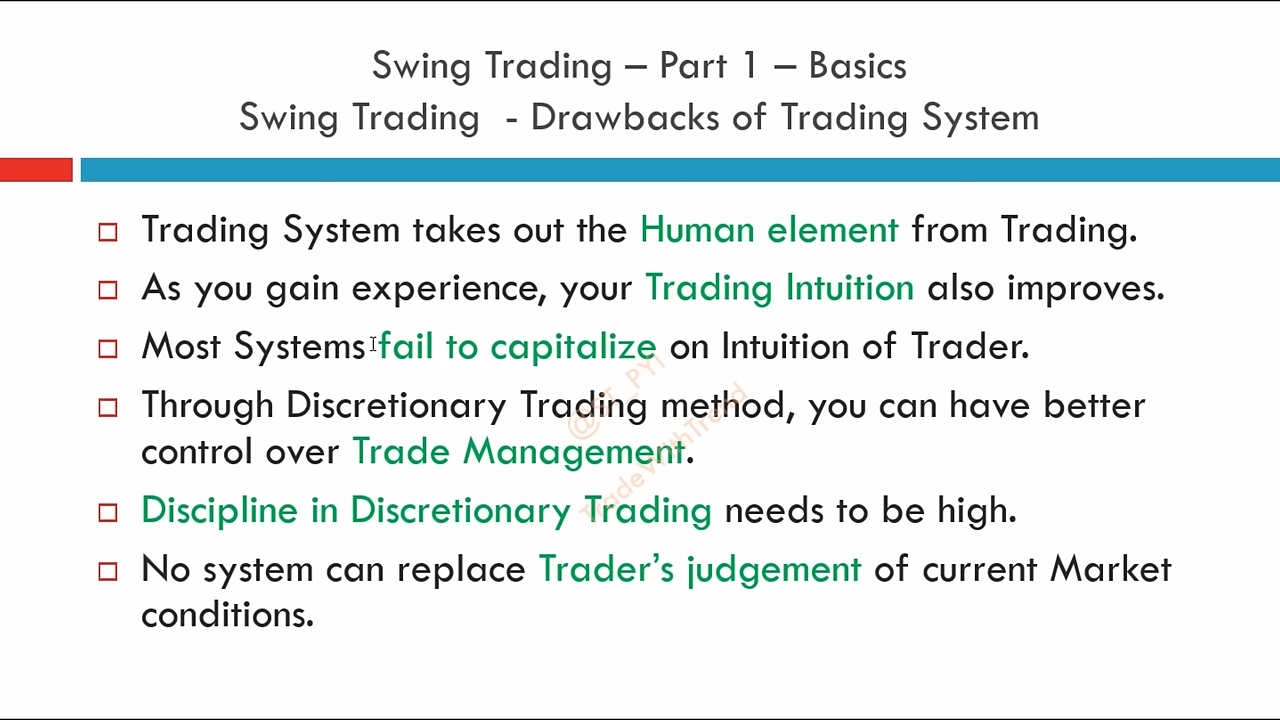 Swing Trading – Part 1 – Basics
Swing Trading - Drawbacks of Trading System
□ Trading System takes out the Human element from Trading.
□ As you gain experience, your Trading Intuition also improves.
□ Most Systems fail to capitalize on Intuition of Trader.
□ Through Discretionary Trading method, you can have better
control over Trade Management.
□ Discipline in Discretionary Trading needs to be high.
□ No system can replace Trader's judgement of current Market
conditions.
TradeWithTrend